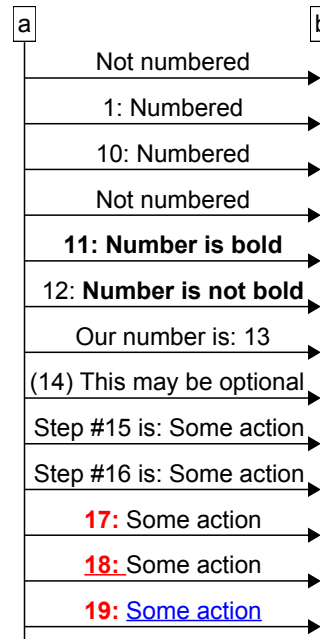 a
b
Not numbered
1: Numbered
10: Numbered
Not numbered
11: Number is bold
12: Number is not bold
Our number is: 13
(14) This may be optional
Step #15 is: Some action
Step #16 is: Some action
17: Some action
18: Some action
19: Some action